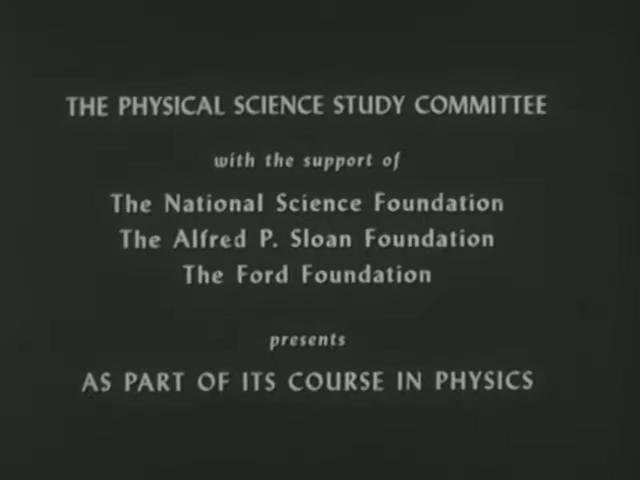 THE PHYSICAL SCIENCE STUDY COMMITTEE
with the support of
The National Science Foundation
The Alfred P. Sloan Foundation
The Ford Foundation
presents
AS PART OF ITS COURSE IN PHYSICS